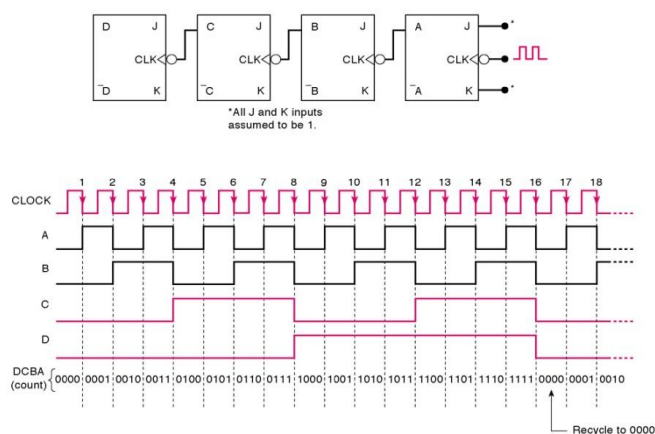 D J C J B J A J *
CLK CLK CLK CLK
D K C K B K A K *
*All J and K inputs
assumed to be 1.
1 2 3 4 5 6 7 8 9 10 11 12 13 14 15 16 17 18
CLOCK
A
B
C
D
DCBA
(count) { 0000 0001 0010 0011 0100 0101 0110 0111 1000 1001 1010 1011 1100 1101 1110 1111 0000 0001 0010
Recycle to 0000